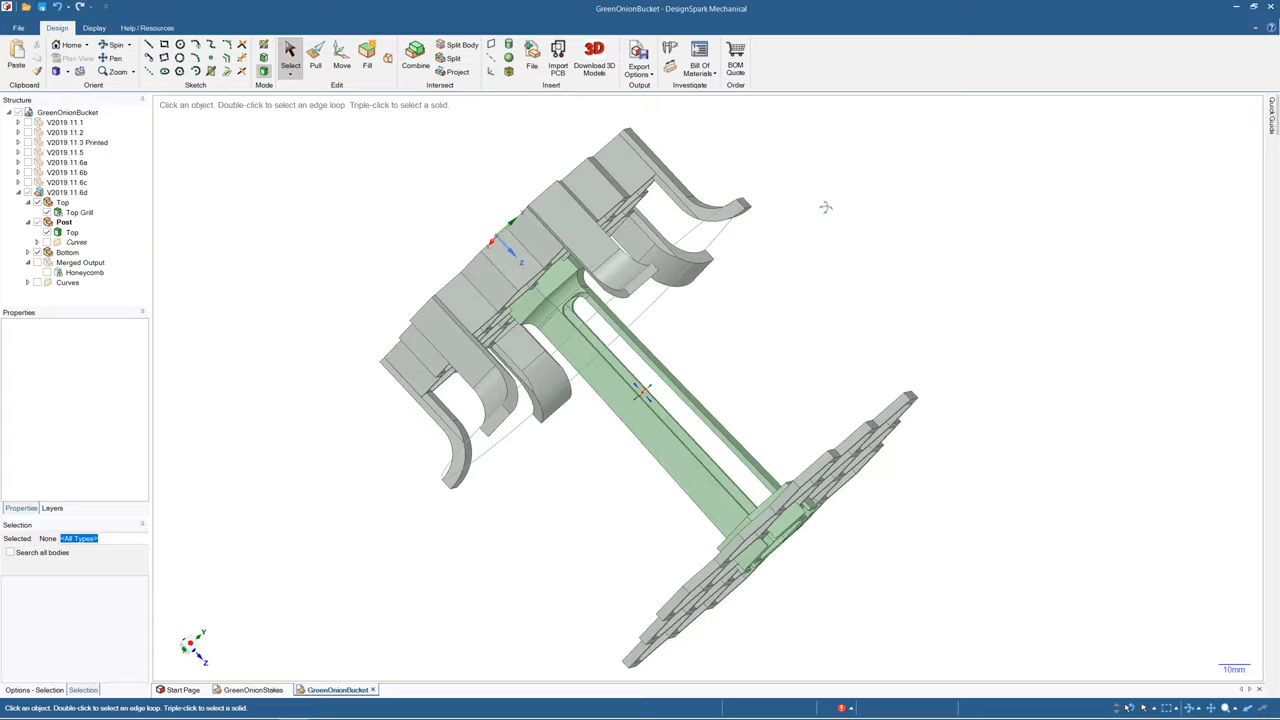 GreenOnionBucket - DesignSpark Mechanical
File
Design
Display
Help / Resources
Paste
Home
Spin
Plan View
Pan
Zoom
Select
Pull
Move
Fill
Combine
Split Body
Split
Project
File
Import PCB
Download 3D Models
3D
Export Options
Bill Of Materials
BOM Quote
Clipboard
Orient
Sketch
Mode
Edit
Intersect
Insert
Output
Investigate
Order
Structure
GreenOnionBucket
V2019.11.1
V2019.11.2
V2019.11.3 Printed
V2019.11.5
V2019.11.6a
V2019.11.6b
V2019.11.6c
V2019.11.6d
Top
Top Grill
Post
Top
Curves
Bottom
Merged Output
Honeycomb
Curves
Click an object. Double-click to select an edge loop. Triple-click to select a solid.
Quick Guide
Y
Z
Properties
Properties
Layers
Selection
Selected: None <All Types>
Search all bodies
Y
Z
10mm
Options - Selection
Selection
Start Page
GreenOnionStakes
GreenOnionBucket
Click an object. Double-click to select an edge loop. Triple-click to select a solid.